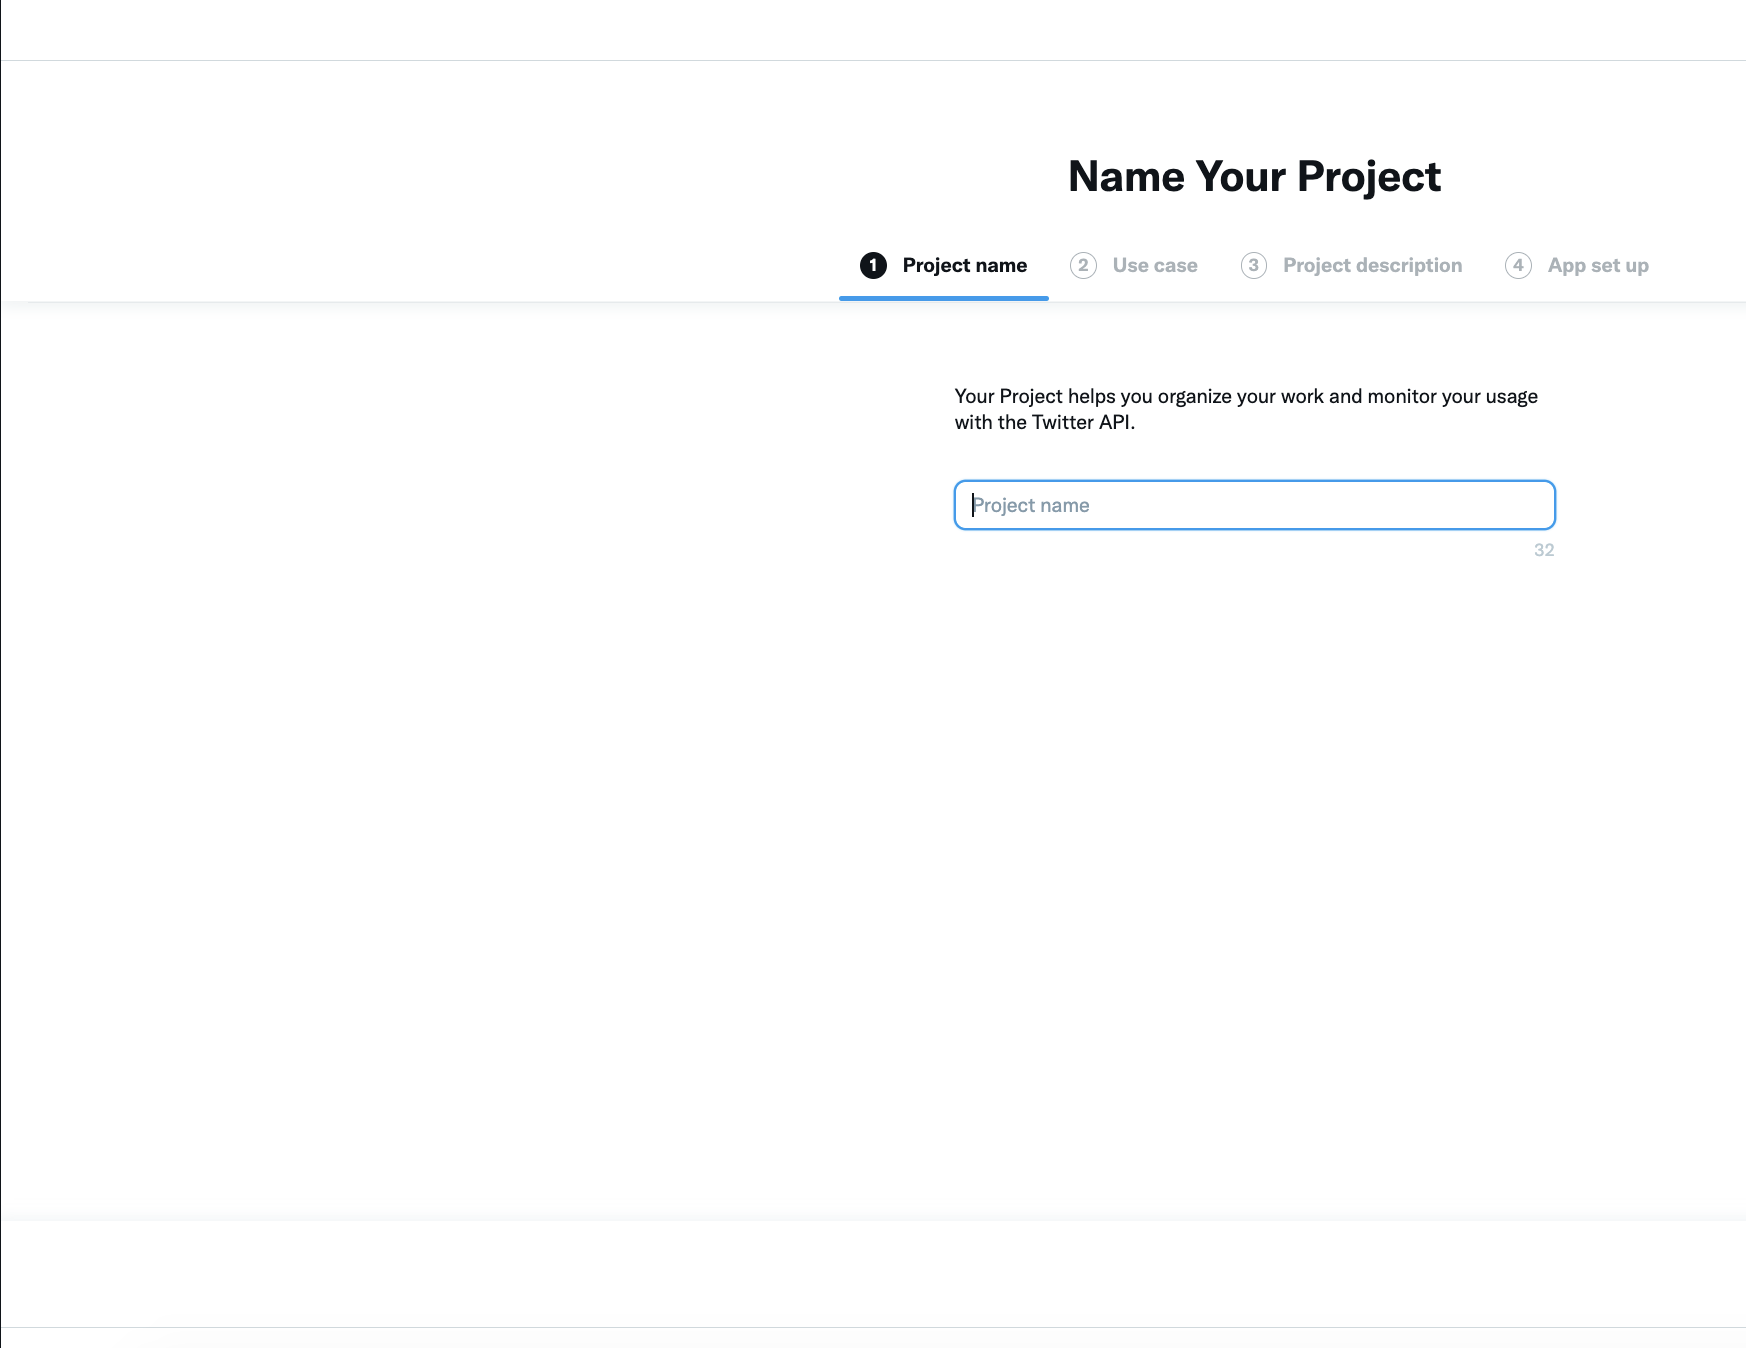 Name Your Project
1 Project name 2 Use case 3 Project description 4 App set up
Your Project helps you organize your work and monitor your usage
with the Twitter API.
Project name
32